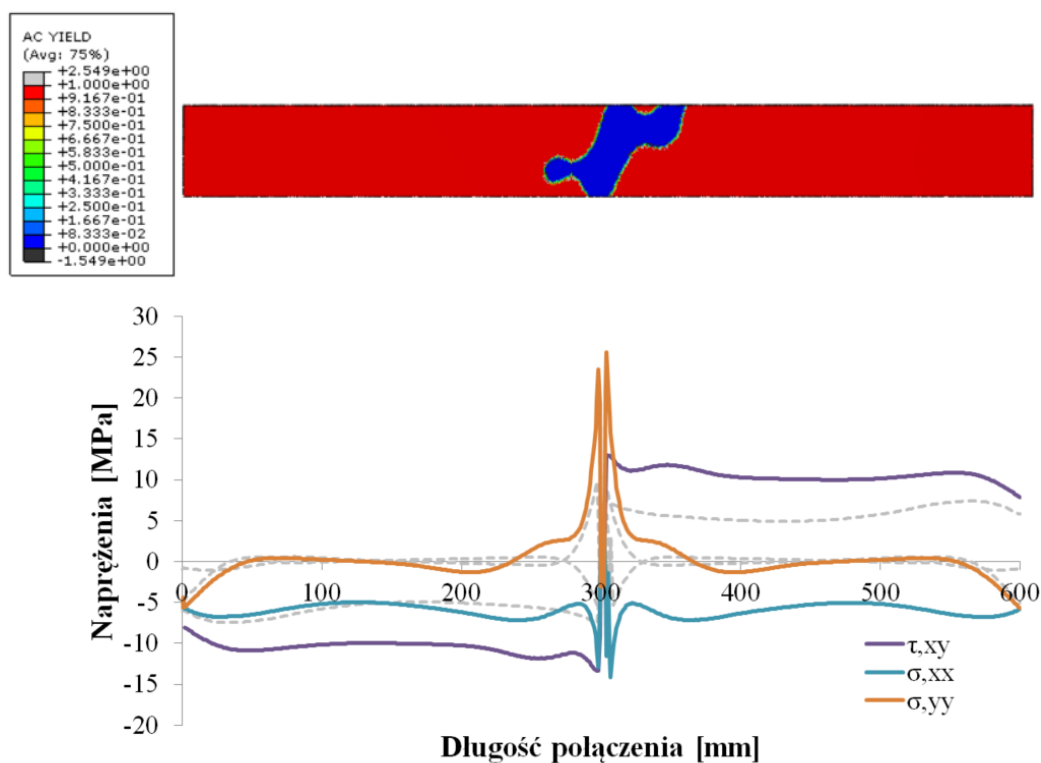 AC YIELD
(Avg: 75%)
+2.549e+00
+1.000e+00
+9.167e-01
+8.333e-01
+7.500e-01
+6.667e-01
+5.833e-01
+5.000e-01
+4.167e-01
+3.333e-01
+2.500e-01
+1.667e-01
+8.333e-02
+0.000e+00
-1.549e+00
30
25
20
15
10
5
0
-5
-10
-15
-20
Naprężenia [MPa]
0 100 200 300 400 500 600
τ,xy
σ,xx
σ,yy
Długość połączenia [mm]